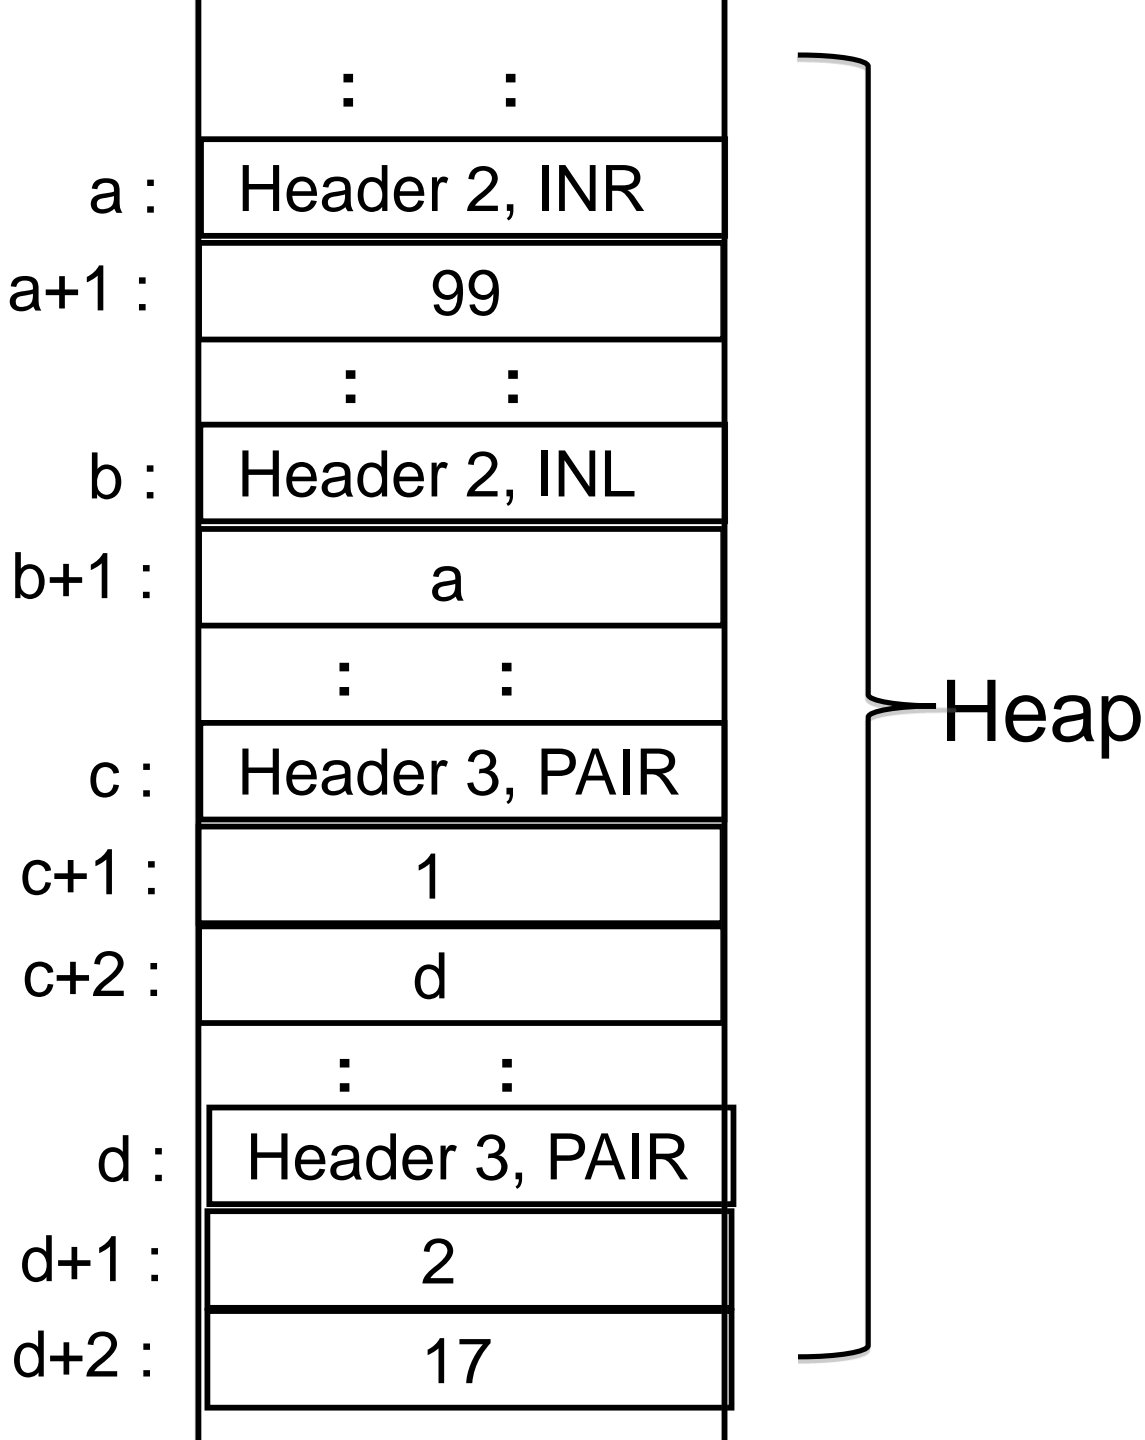 : :
a : Header 2, INR
a+1 : 99
: :
b : Header 2, INL
b+1 : a
: :
Heap
c : Header 3, PAIR
c+1 : 1
c+2 : d
: :
d : Header 3, PAIR
d+1 : 2
d+2 : 17